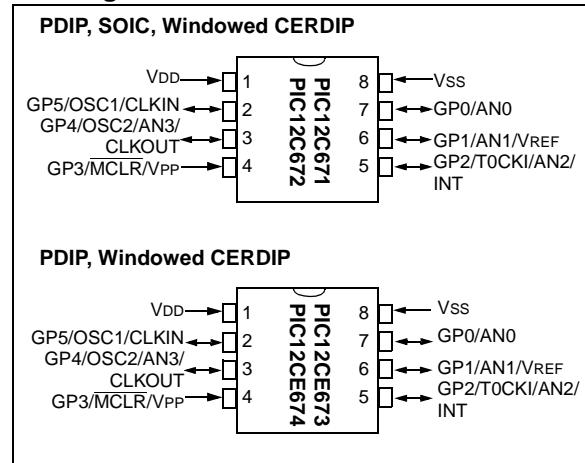 PDIP, SOIC, Windowed CERDIP
VDD
1
8
VSS
GP5/OSC1/CLKIN
2
7
GP0/AN0
GP4/OSC2/AN3/
CLKOUT
3
6
GP1/AN1/VREF
GP3/MCLR/VPP
4
5
GP2/T0CKI/AN2/
INT
PIC12C671
PIC12C672
PDIP, Windowed CERDIP
VDD
1
8
VSS
GP5/OSC1/CLKIN
2
7
GP0/AN0
GP4/OSC2/AN3/
CLKOUT
3
6
GP1/AN1/VREF
GP3/MCLR/VPP
4
5
GP2/T0CKI/AN2/
INT
PIC12CE673
PIC12CE674